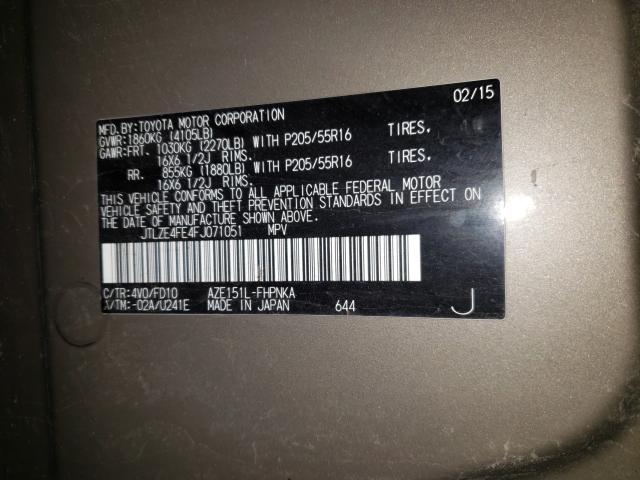 02/15
MFD. BY: TOYOTA MOTOR CORPORATION
GVWR: 1860KG (4105LB)
GAWR: FRT. 1030KG (2270LB) WITH P205/55R16 TIRES,
16X6 1/2J RIMS.
RR. 855KG (1880LB) WITH P205/55R16 TIRES,
16X6 1/2J RIMS.
THIS VEHICLE CONFORMS TO ALL APPLICABLE FEDERAL MOTOR
VEHICLE SAFETY AND THEFT PREVENTION STANDARDS IN EFFECT ON
THE DATE OF MANUFACTURE SHOWN ABOVE.
JTLZE4FE4FJ071051 MPV
C/TR: 4V0/FD10 AZE151L-FHPNKA
A/TM: -02A/U241E MADE IN JAPAN 644
J